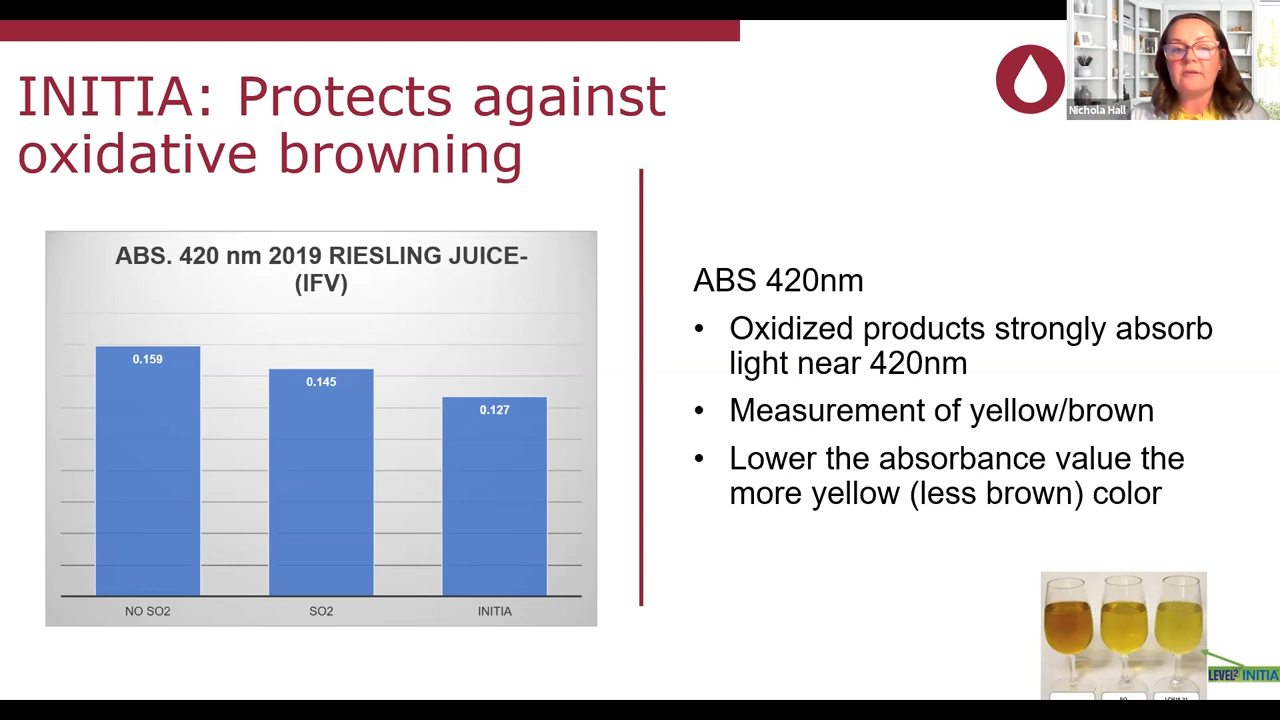 INITIA: Protects against
oxidative browning
Nichola Hall
ABS. 420 nm 2019 RIESLING JUICE-
(IFV)
0.159
0.145
0.127
NO SO2
SO2
INITIA
ABS 420nm
• Oxidized products strongly absorb
light near 420nm
• Measurement of yellow/brown
• Lower the absorbance value the
more yellow (less brown) color
LEVEL² INITIA